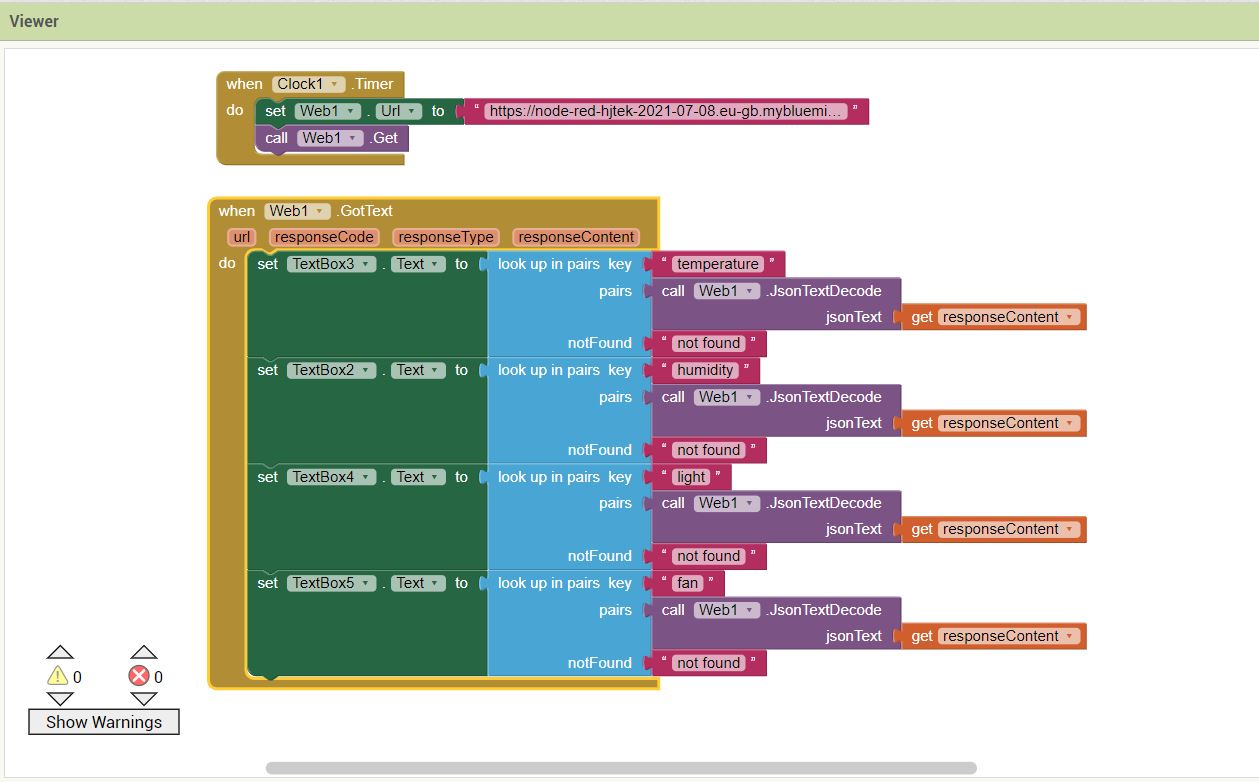 Viewer
when Clock1 .Timer
do set Web1 . Url to “ https://node-red-hjtek-2021-07-08.eu-gb.mybluemi... ”
call Web1 .Get
when Web1 .GotText
url responseCode responseType responseContent
do set TextBox3 . Text to look up in pairs key “ temperature ”
pairs call Web1 .JsonTextDecode
jsonText get responseContent
notFound “ not found ”
set TextBox2 . Text to look up in pairs key “ humidity ”
pairs call Web1 .JsonTextDecode
jsonText get responseContent
notFound “ not found ”
set TextBox4 . Text to look up in pairs key “ light ”
pairs call Web1 .JsonTextDecode
jsonText get responseContent
notFound “ not found ”
set TextBox5 . Text to look up in pairs key “ fan ”
pairs call Web1 .JsonTextDecode
jsonText get responseContent
notFound “ not found ”
0 0
Show Warnings